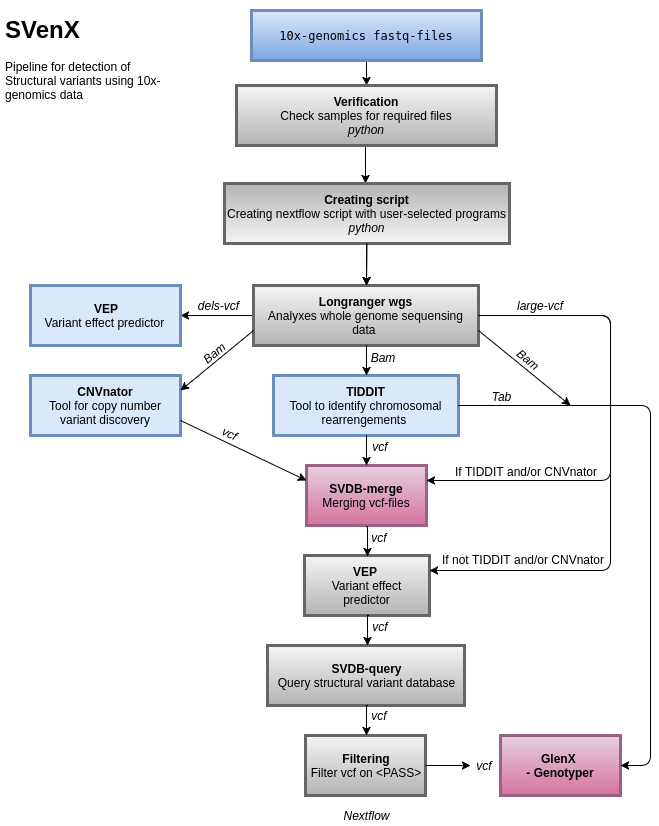 SVenX
Pipeline for detection of
Structural variants using 10x-
genomics data
10x-genomics fastq-files
Verification
Check samples for required files
python
Creating script
Creating nextflow script with user-selected programs
python
VEP
Variant effect predictor
dels-vcf
Longranger wgs
Analyxes whole genome sequensing
data
large-vcf
Bam
Bam
Bam
CNVnator
Tool for copy number
variant discovery
TIDDIT
Tool to identify chromosomal
rearrengements
Tab
vcf
vcf
SVDB-merge
Merging vcf-files
If TIDDIT and/or CNVnator
vcf
VEP
Variant effect
predictor
If not TIDDIT and/or CNVnator
vcf
SVDB-query
Query structural variant database
vcf
Filtering
Filter vcf on <PASS>
vcf
GlenX
- Genotyper
Nextflow